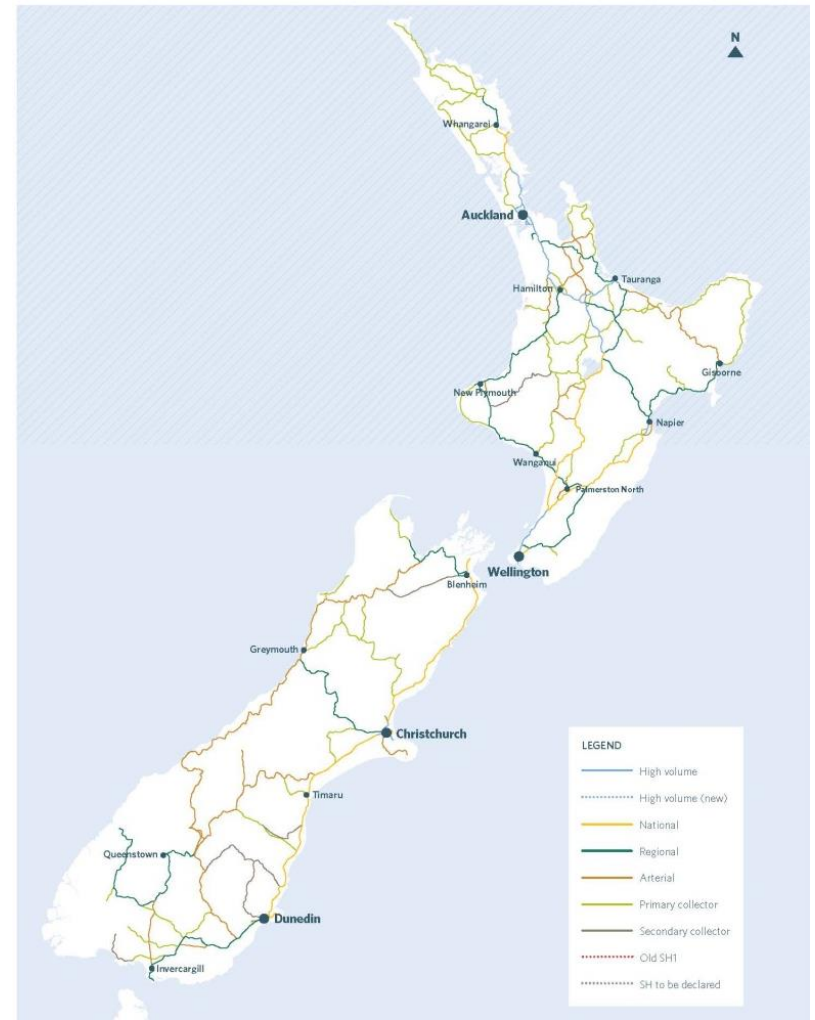 N
Whangarei
Auckland
Tauranga
Hamilton
Gisborne
New Plymouth
Napier
Wanganui
Palmerston North
Wellington
Blenheim
Greymouth
Christchurch
Timaru
Queenstown
Dunedin
Invercargill
LEGEND
High volume
High volume (new)
National
Regional
Arterial
Primary collector
Secondary collector
Old SH1
SH to be declared